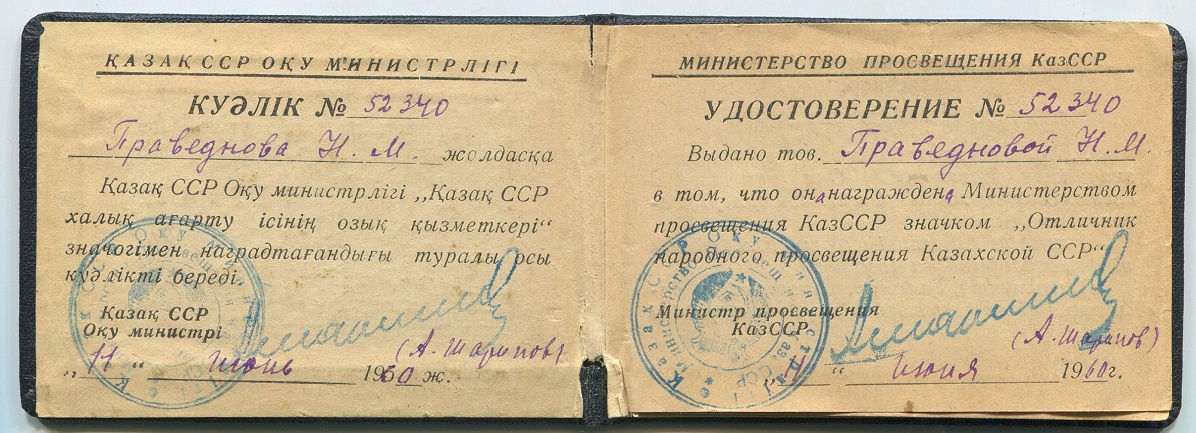 ҚАЗАҚ ССР ОҚУ МИНИСТРЛІГІ
КУӘЛІК № 52340
Праведнова Н. М. жолдасқа
Қазақ ССР Оқу министрлігі „Қазақ ССР
халық ағарту ісінің озық қызметкері“
значогімен наградтағандығы туралы осы
куәлікті береді.
Қазақ ССР
Оқу министрі
(А. Шарипов)
„11“ июнь 1960 ж.
МИНИСТЕРСТВО ПРОСВЕЩЕНИЯ КазССР
УДОСТОВЕРЕНИЕ № 52340
Выдано тов. Праведновой Н. М.
в том, что она награждена Министерством
просвещения КазССР значком „Отличник
народного просвещения Казахской ССР“
Министр просвещения
КазССР
(А. Шарипов)
„11“ июня 1960 г.